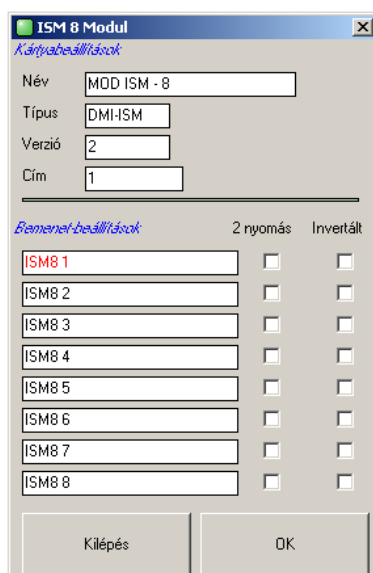 ISM 8 Modul
Kártyabeállítások
Név MOD ISM - 8
Típus DMI-ISM
Verzió 2
Cím 1
Bemenet-beállítások 2 nyomás Invertált
ISM8 1
ISM8 2
ISM8 3
ISM8 4
ISM8 5
ISM8 6
ISM8 7
ISM8 8
Kilépés OK